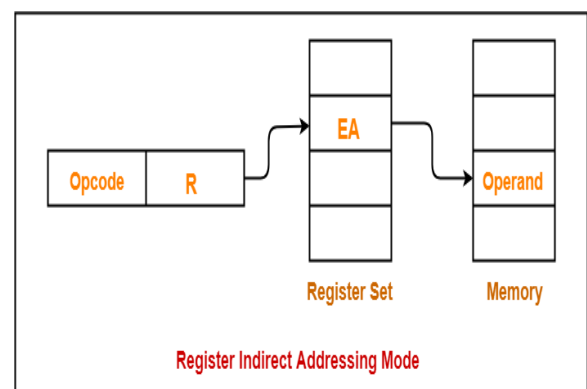 Opcode
R
EA
Operand
Register Set
Memory
Register Indirect Addressing Mode